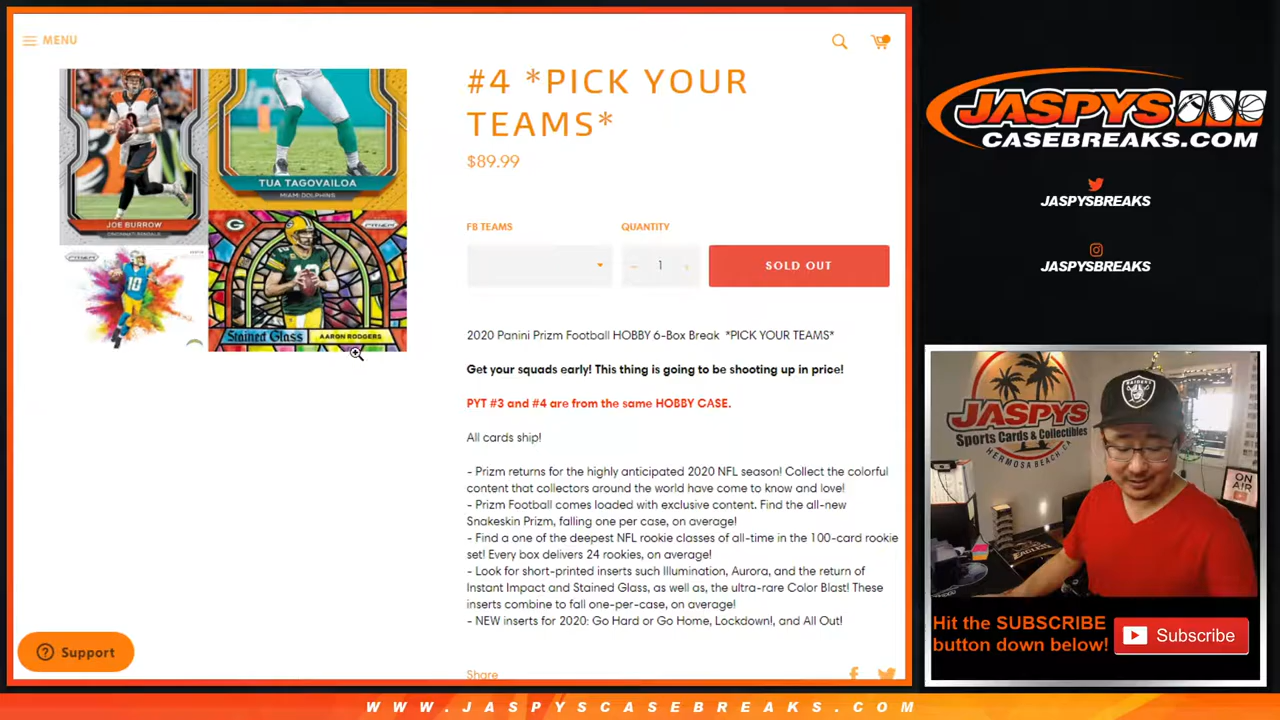 MENU
#4 *PICK YOUR
TEAMS*
$89.99
FB TEAMS
QUANTITY
1
SOLD OUT
2020 Panini Prizm Football HOBBY 6-Box Break *PICK YOUR TEAMS*
Get your squads early! This thing is going to be shooting up in price!
PYT #3 and #4 are from the same HOBBY CASE.
All cards ship!
- Prizm returns for the highly anticipated 2020 NFL season! Collect the colorful
content that collectors around the world have come to know and love!
- Prizm Football comes loaded with exclusive content. Find the all-new
Snakeskin Prizm, falling one per case, on average!
- Find a one of the deepest NFL rookie classes of all-time in the 100-card rookie
set! Every box delivers 24 rookies, on average!
- Look for short-printed inserts such Illumination, Aurora, and the return of
Instant Impact and Stained Glass, as well as, the ultra-rare Color Blast! These
inserts combine to fall one-per-case, on average!
- NEW inserts for 2020: Go Hard or Go Home, Lockdown!, and All Out!
Share
Support
JOE BURROW
CINCINNATI BENGALS
TUA TAGOVAILOA
MIAMI DOLPHINS
PRIZM
10
G
PRIZM
12
Stained Glass
AARON RODGERS
JASPYS
CASEBREAKS.COM
JASPYSBREAKS
JASPYSBREAKS
JASPYS
Sports Cards & Collectibles
HERMOSA BEACH, CA
RAIDERS
ON
AIR
EAGLES
Hit the SUBSCRIBE
button down below!
Subscribe
WWW.JASPYSCASEBREAKS.COM